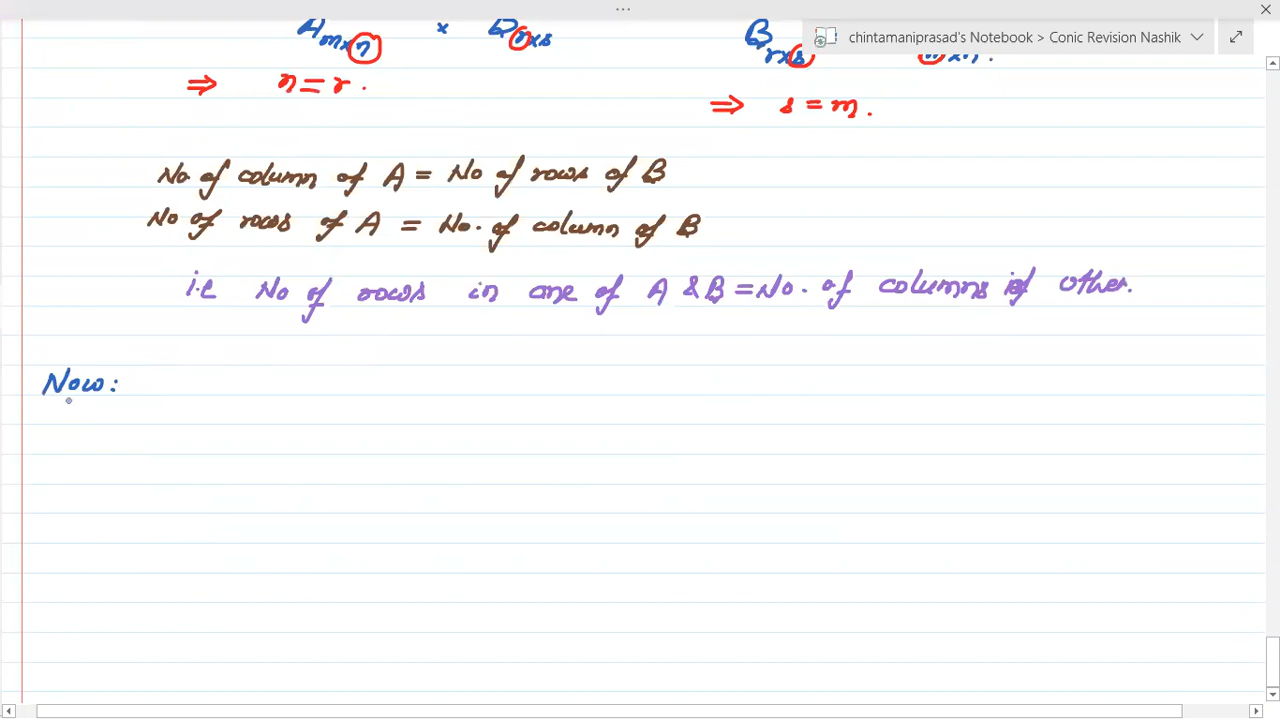 chintamaniprasad's Notebook > Conic Revision Nashik
A m×n × B r×s
B r×s m×n.
⇒ n = r.
⇒ s = m.
No of column of A = No of rows of B
No of rows of A = No. of column of B
i.e No of rows in one of A & B = No. of columns of other.
Now: